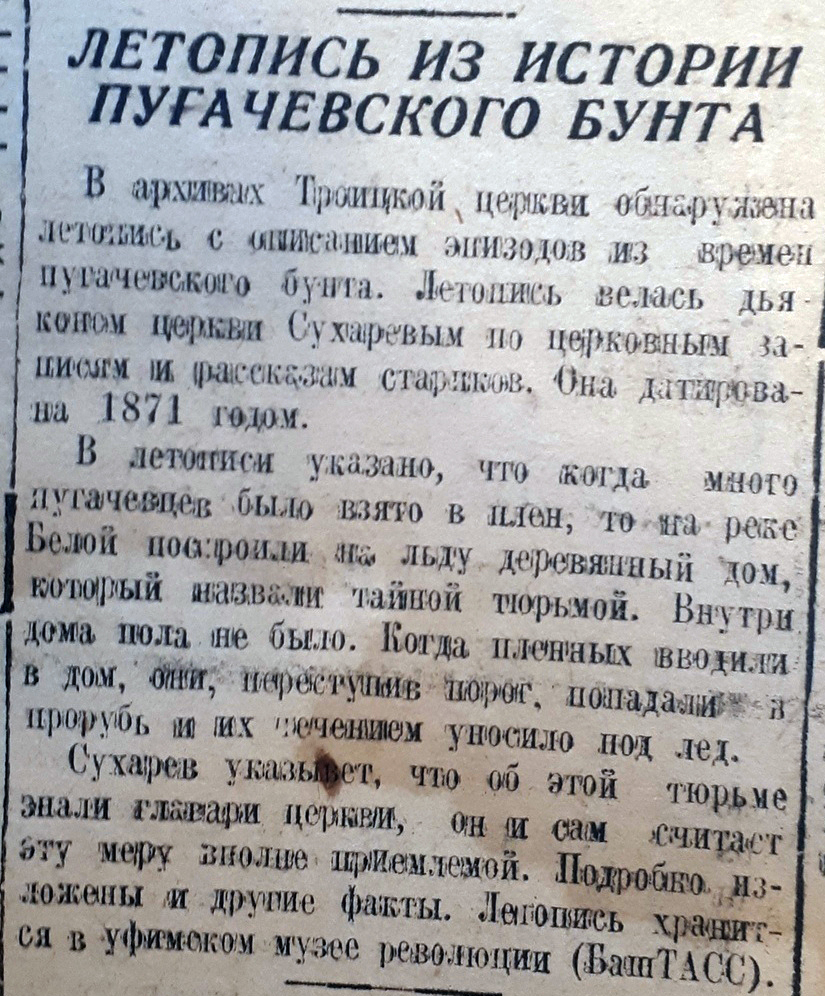 ЛЕТОПИСЬ ИЗ ИСТОРИИ
ПУГАЧЕВСКОГО БУНТА
В архивах Троицкой церкви обнаружена
летопись с описанием эпизодов из времен
пугачевского бунта. Летопись велась дья-
коном церкви Сухаревым по церковным за-
писям и рассказам стариков. Она датирова-
на 1871 годом.
В летописи указано, что когда много
пугачевцев было взято в плен, то на реке
Белой построили на льду деревянный дом,
который назвали тайной тюрьмой. Внутри
дома пола не было. Когда пленных вводили
в дом, они, переступив порог, попадали в
прорубь и их течением уносило под лед.
Сухарев указывет, что об этой тюрьме
знали главари церкви, он и сам считает
эту меру вполне приемлемой. Подробно из-
ложены и другие факты. Летопись хранит-
ся в уфимском музее революции (БашТАСС).